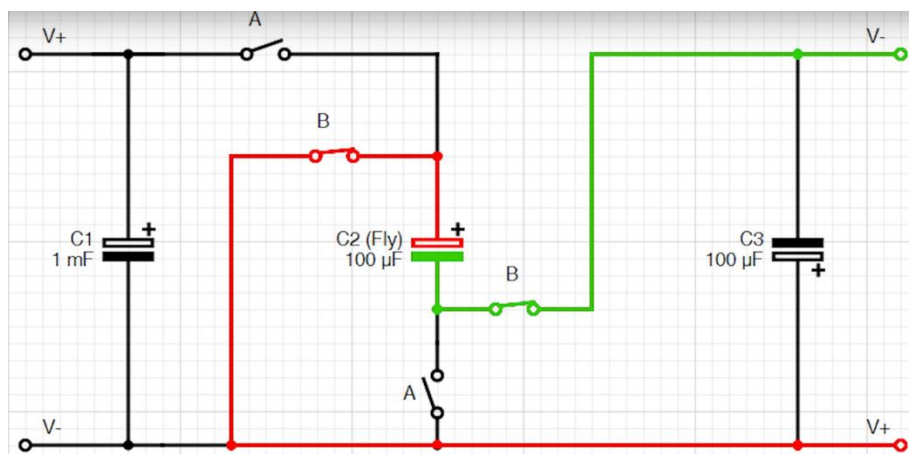 A
V+
V-
B
+
C1
1 mF
+
C2 (Fly)
100 µF
B
C3
100 µF
+
A
V-
V+